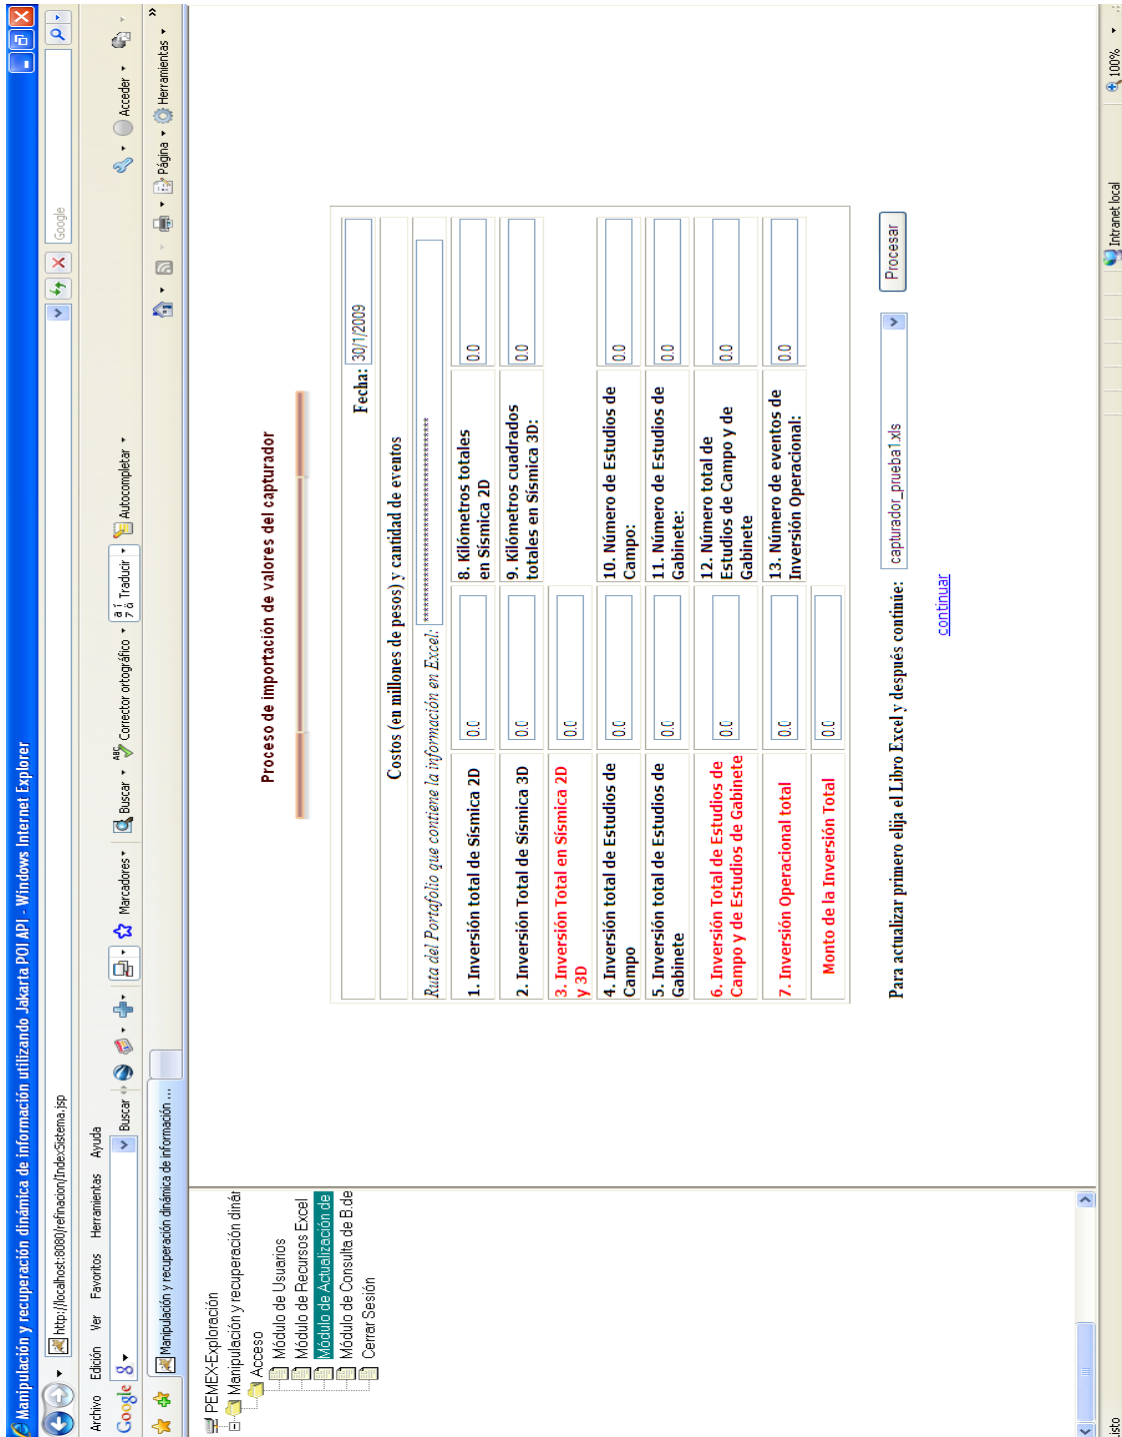 Manipulación y recuperación dinámica de información utilizando Jakarta POI API - Windows Internet Explorer
http://localhost:8080/refinacion/IndexSistema.jsp
Google
Archivo Edición Ver Favoritos Herramientas Ayuda
Google Buscar Marcadores Buscar Corrector ortográfico Traducir Autocompletar Acceder
Manipulación y recuperación dinámica de información ...
Página Herramientas
PEMEX-Exploración
Manipulación y recuperación dinár
Acceso
Módulo de Usuarios
Módulo de Recursos Excel
Módulo de Actualización de
Módulo de Consulta de B.de
Cerrar Sesión
Proceso de importación de valores del capturador
Fecha: 30/1/2009
Costos (en millones de pesos) y cantidad de eventos
Ruta del Portafolio que contiene la información en Excel: ****************************************
1. Inversión total de Sísmica 2D 0.0 8. Kilómetros totales en Sísmica 2D 0.0
2. Inversión Total de Sísmica 3D 0.0 9. Kilómetros cuadrados totales en Sísmica 3D: 0.0
3. Inversión Total en Sísmica 2D y 3D 0.0
4. Inversión total de Estudios de Campo 0.0 10. Número de Estudios de Campo: 0.0
5. Inversión total de Estudios de Gabinete 0.0 11. Número de Estudios de Gabinete: 0.0
6. Inversión Total de Estudios de Campo y de Estudios de Gabinete 0.0 12. Número total de Estudios de Campo y de Gabinete 0.0
7. Inversión Operacional total 0.0 13. Número de eventos de Inversión Operacional: 0.0
Monto de la Inversión Total 0.0
Para actualizar primero elija el Libro Excel y después continúe: capturador_prueba1.xls Procesar
continuar
Listo Intranet local 100%